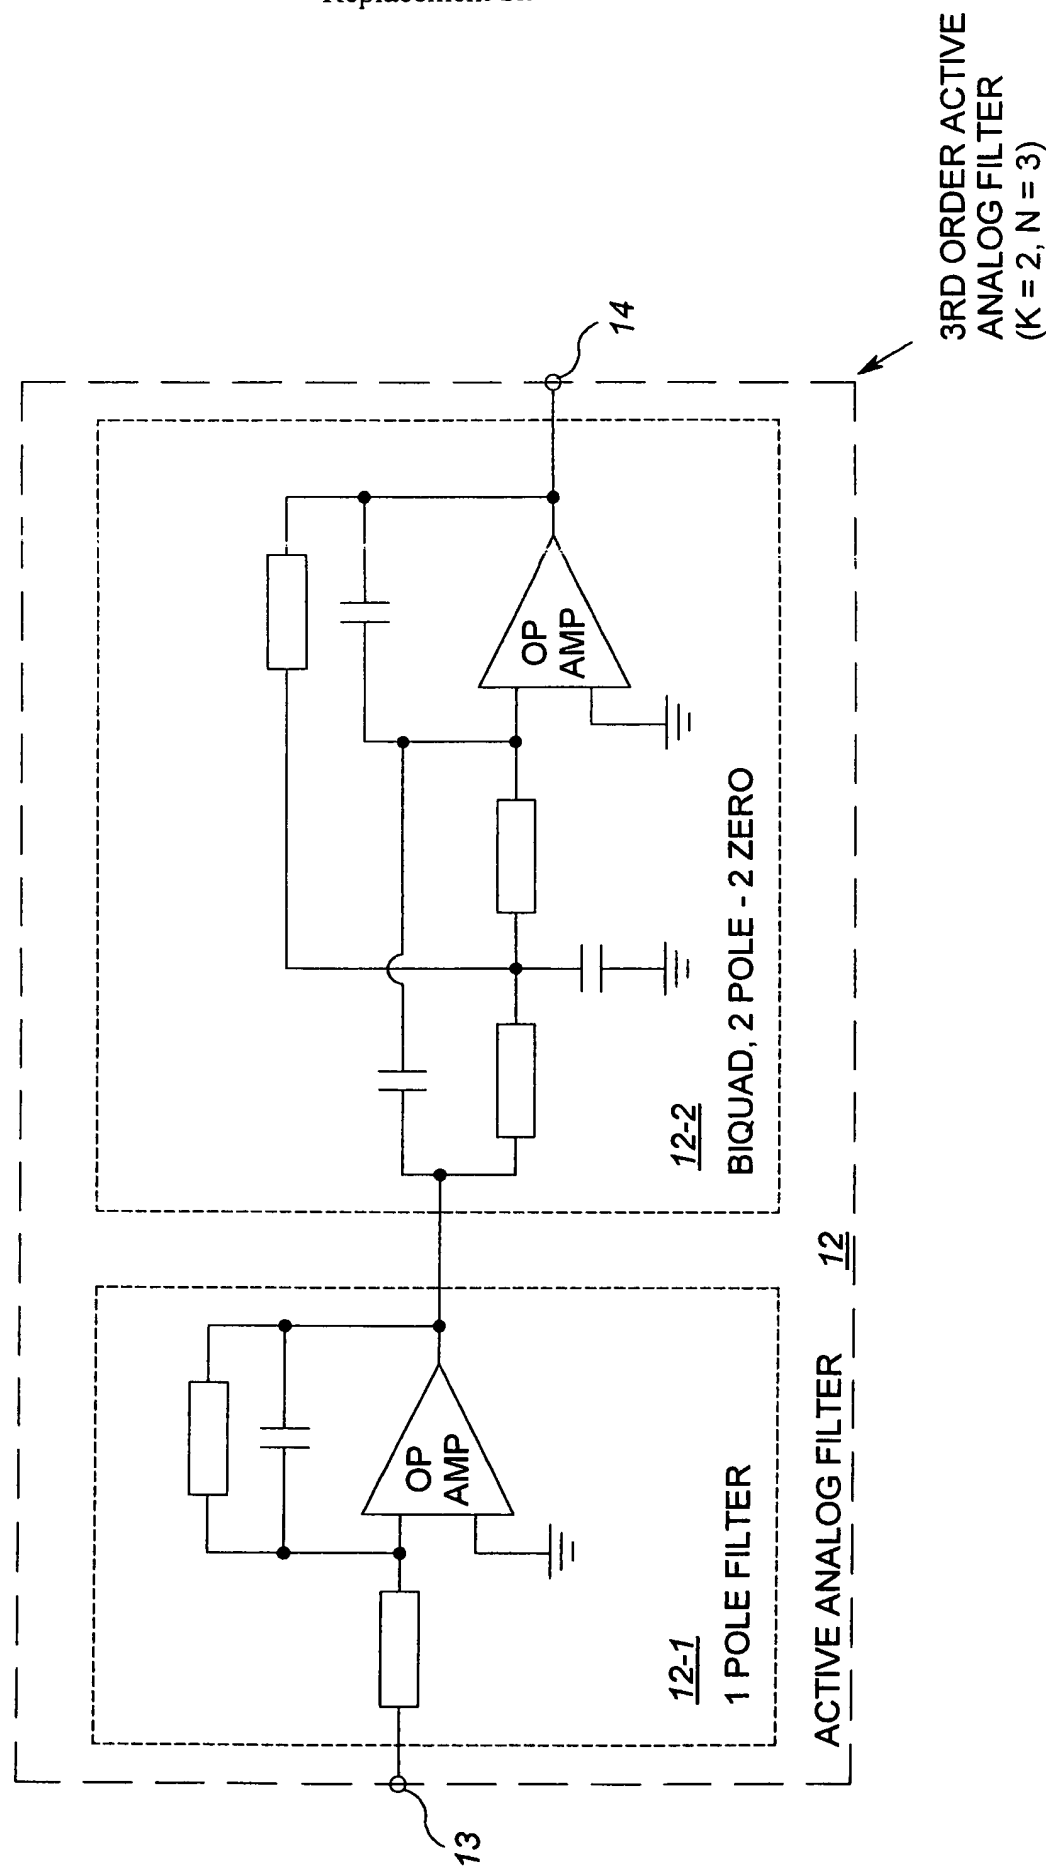 3RD ORDER ACTIVE
ANALOG FILTER
(K = 2, N = 3)
14
OP
AMP
BIQUAD, 2 POLE - 2 ZERO
12-2
OP
AMP
12-1
1 POLE FILTER
ACTIVE ANALOG FILTER
12
13